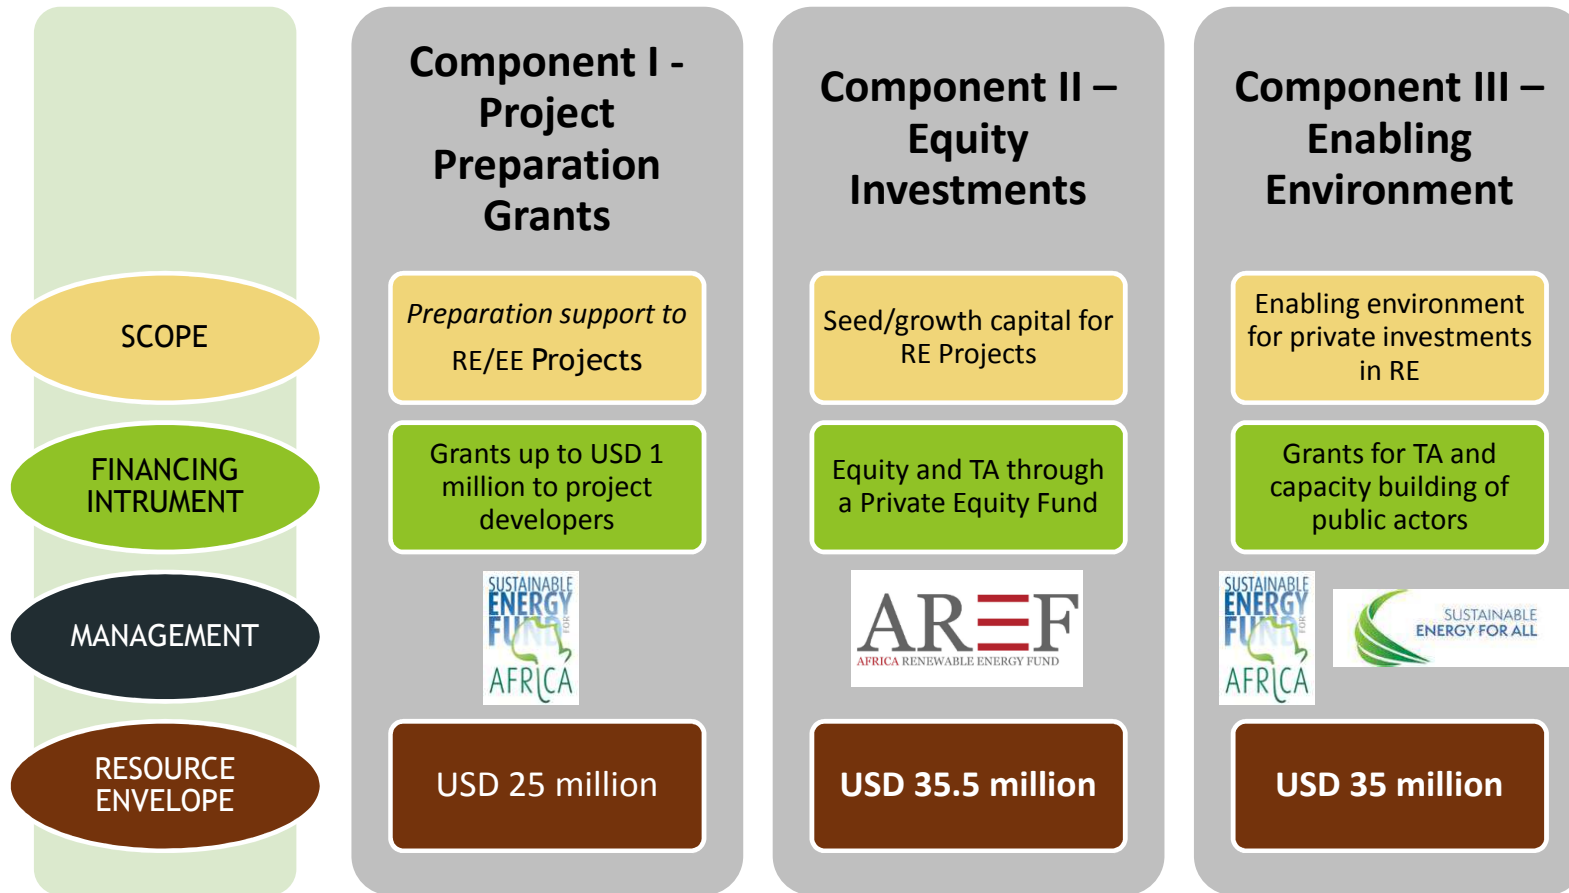 Component I -
Project
Preparation
Grants
Component II –
Equity
Investments
Component III –
Enabling
Environment
SCOPE
Preparation support to
RE/EE Projects
Seed/growth capital for
RE Projects
Enabling environment
for private investments
in RE
FINANCING
INTRUMENT
Grants up to USD 1
million to project
developers
Equity and TA through
a Private Equity Fund
Grants for TA and
capacity building of
public actors
MANAGEMENT
SUSTAINABLE
ENERGY
FUND FOR
AFRICA
AREF
AFRICA RENEWABLE ENERGY FUND
SUSTAINABLE
ENERGY
FUND FOR
AFRICA
SUSTAINABLE
ENERGY FOR ALL
RESOURCE
ENVELOPE
USD 25 million
USD 35.5 million
USD 35 million